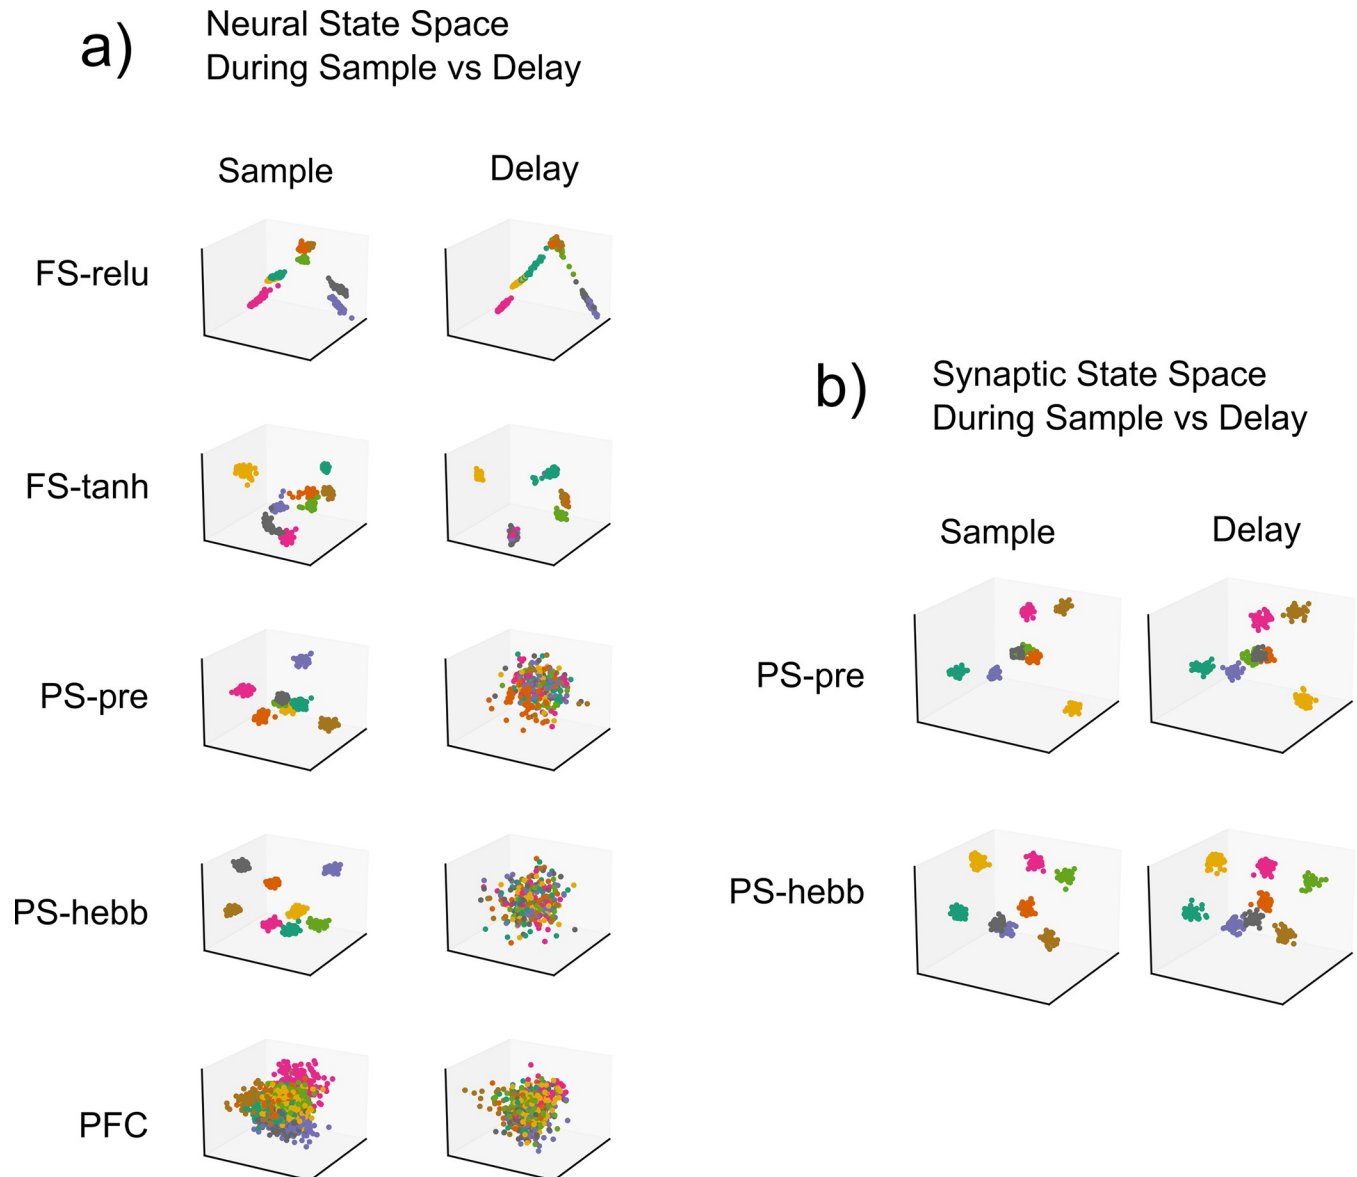 a)
Neural State Space
During Sample vs Delay
Sample
Delay
FS-relu
FS-tanh
PS-pre
PS-hebb
PFC
b)
Synaptic State Space
During Sample vs Delay
Sample
Delay
PS-pre
PS-hebb